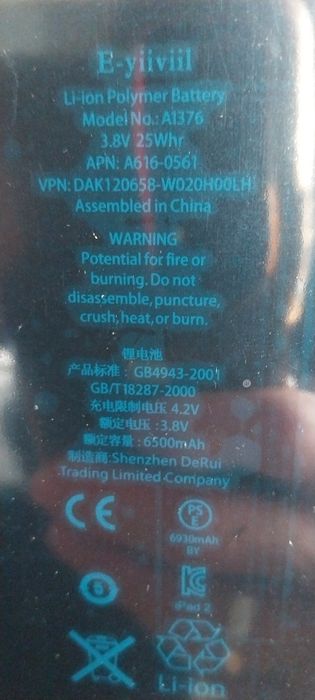 E-yiiviil
Li-ion Polymer Battery
Model No.: A1376
3.8V 25Whr
APN: A616-0561
VPN: DAK120658-W020H00LH
Assembled in China
WARNING
Potential for fire or
burning. Do not
disassemble, puncture,
crush, heat, or burn.
锂电池
产品标准: GB4943-2001
GB/T18287-2000
充电限制电压 4.2V
额定电压:3.8V
额定容量:6500mAh
制造商:Shenzhen DeRui
Trading Limited Company
CE
PS
E
6930mAh
BY
iPad 2
Li-ion